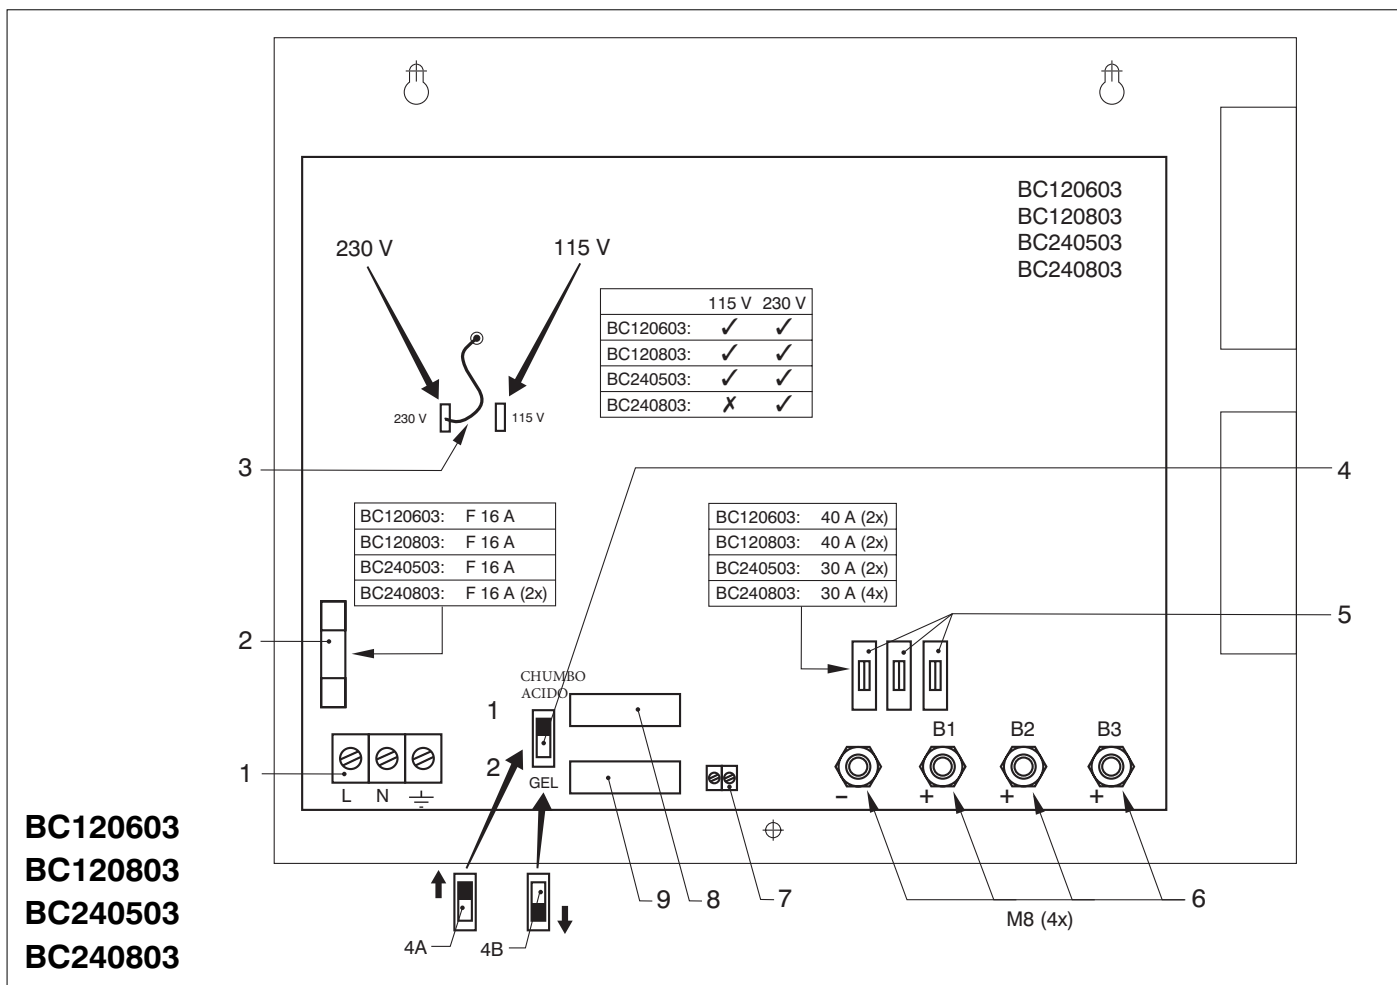 BC120603
BC120803
BC240503
BC240803
230 V
115 V
115 V 230 V
BC120603: ✓ ✓
BC120803: ✓ ✓
BC240503: ✓ ✓
BC240803: ✗ ✓
230 V
115 V
3
4
BC120603: F 16 A
BC120803: F 16 A
BC240503: F 16 A
BC240803: F 16 A (2x)
BC120603: 40 A (2x)
BC120803: 40 A (2x)
BC240503: 30 A (2x)
BC240803: 30 A (4x)
2
5
CHUMBO
ACIDO
1
2
GEL
B1
B2
B3
1
L N
- + + +
BC120603
BC120803
BC240503
BC240803
4A
4B
9
8
7
6
M8 (4x)